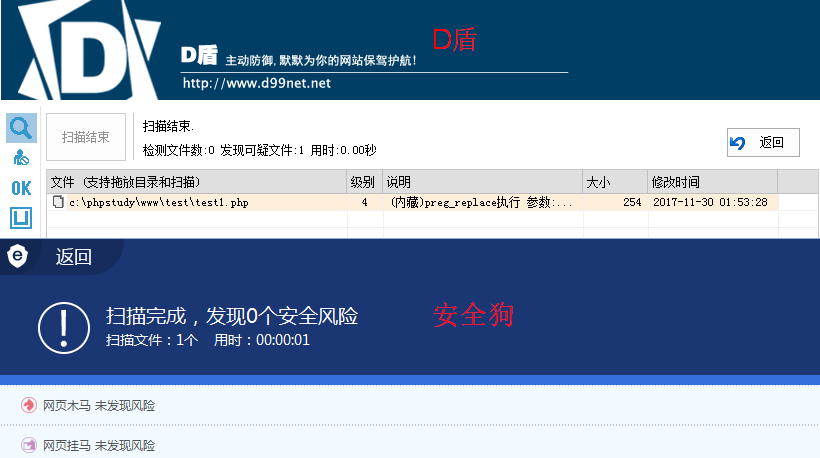 D
D盾 主动防御,默默为你的网站保驾护航!
D盾
http://www.d99net.net
扫描结束
扫描结束.
检测文件数:0 发现可疑文件:1 用时:0.00秒
返回
OK
文件 (支持拖放目录和扫描) 级别 说明 大小 修改时间
c:\phpstudy\www\test\test1.php 4 (内藏)preg_replace执行 参数:... 254 2017-11-30 01:53:28
e 返回
扫描完成，发现0个安全风险
安全狗
扫描文件：1个 用时：00:00:01
网页木马 未发现风险
网页挂马 未发现风险